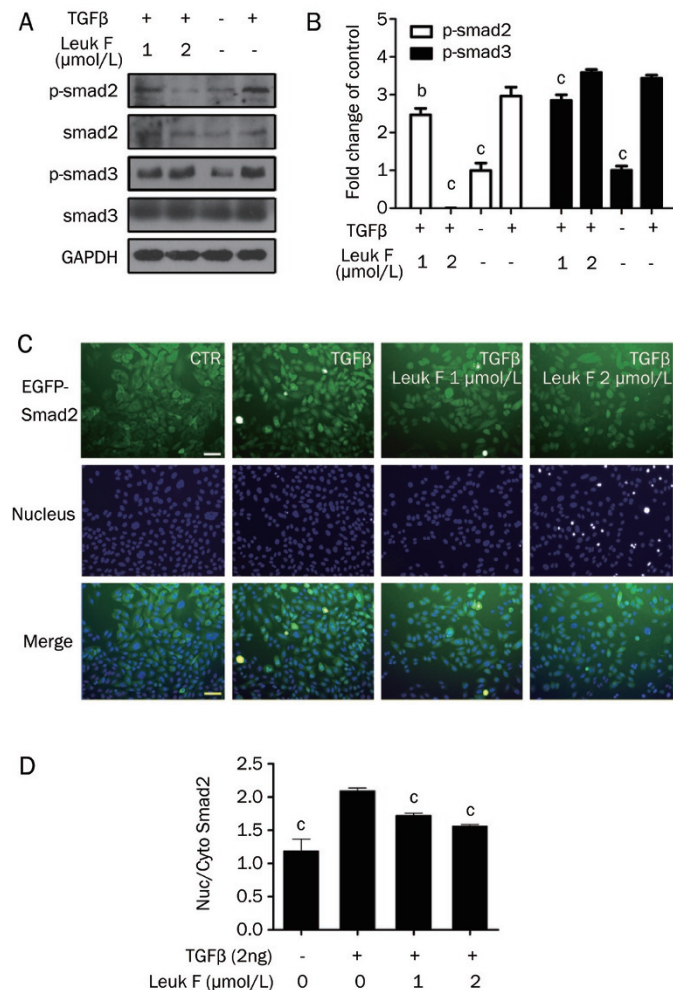 A
TGFβ + + - +
Leuk F 1 2 - -
(μmol/L)
p-smad2
smad2
p-smad3
smad3
GAPDH
B
p-smad2
p-smad3
Fold change of control
5
4
3
2
1
0
b
c
c
c
c
TGFβ + + - + + + - +
Leuk F 1 2 - - 1 2 - -
(μmol/L)
C
CTR
TGFβ
TGFβ
Leuk F 1 μmol/L
TGFβ
Leuk F 2 μmol/L
EGFP-
Smad2
Nucleus
Merge
D
Nuc/Cyto Smad2
2.5
2.0
1.5
1.0
0.5
0.0
c
c
c
TGFβ (2ng) - + + +
Leuk F (μmol/L) 0 0 1 2